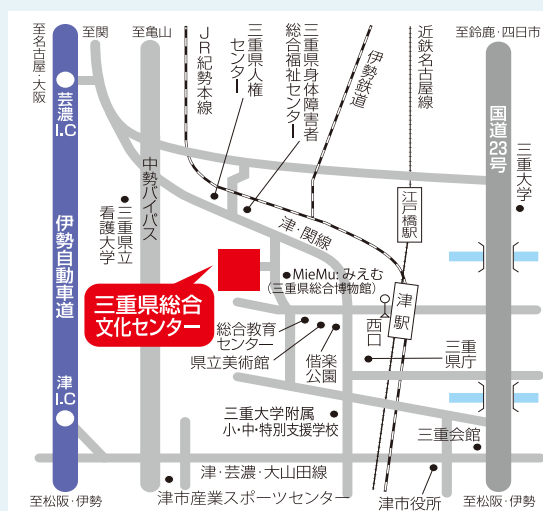 至関
至亀山
至鈴鹿・四日市
至名古屋・大阪
JR紀勢本線
三重県人権
センター
三重県身体障害者
総合福祉センター
伊勢鉄道
近鉄名古屋線
芸濃
I.C
国道23号
中勢バイパス
三重県立
看護大学
江戸橋駅
三重大学
伊勢自動車道
津・関線
MieMu:みえむ
(三重県総合博物館)
三重県総合
文化センター
津駅
西口
総合教育
センター
県立美術館
偕楽
公園
三重
県庁
津
I.C
三重大学附属
小・中・特別支援学校
三重会館
津・芸濃・大山田線
至松阪・伊勢
津市産業スポーツセンター
津市役所
至松阪・伊勢